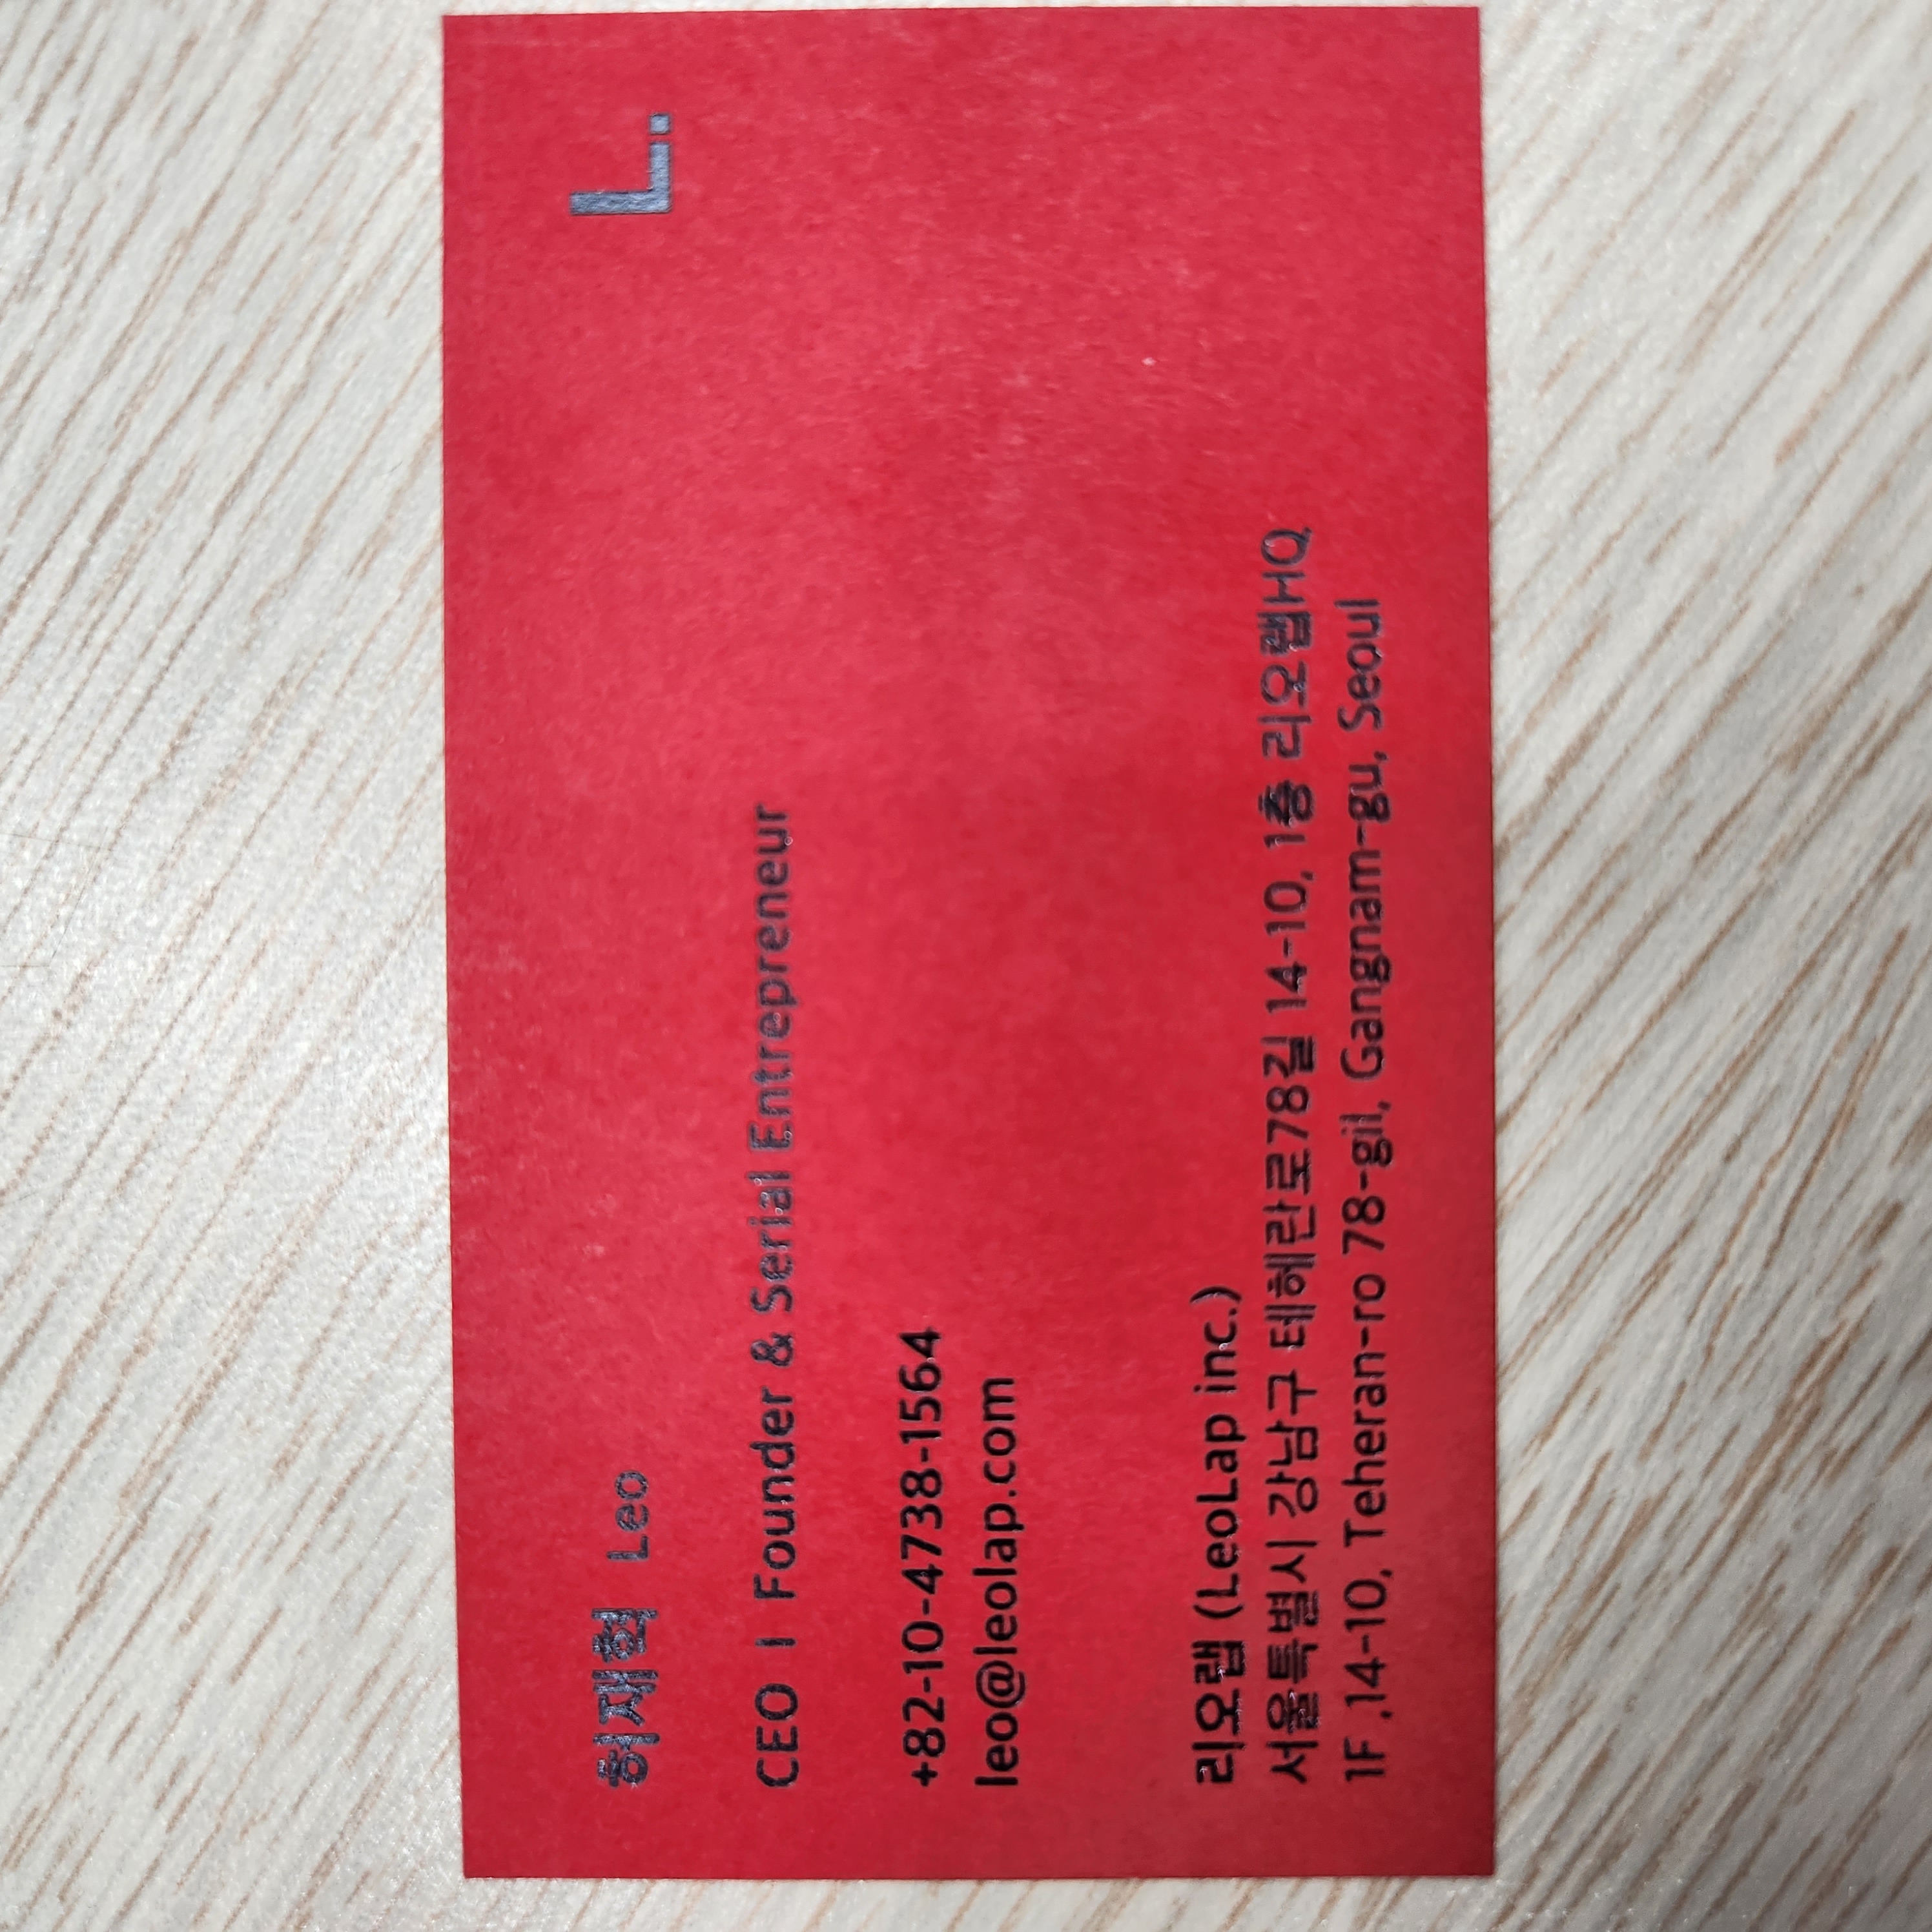 허재혁 Leo
L.
CEO | Founder & Serial Entrepreneur
+82-10-4738-1564
leo@leolap.com
리오랩 (LeoLap inc.)
서울특별시 강남구 테헤란로78길 14-10, 1층 리오랩HQ
1F ,14-10, Teheran-ro 78-gil, Gangnam-gu, Seoul